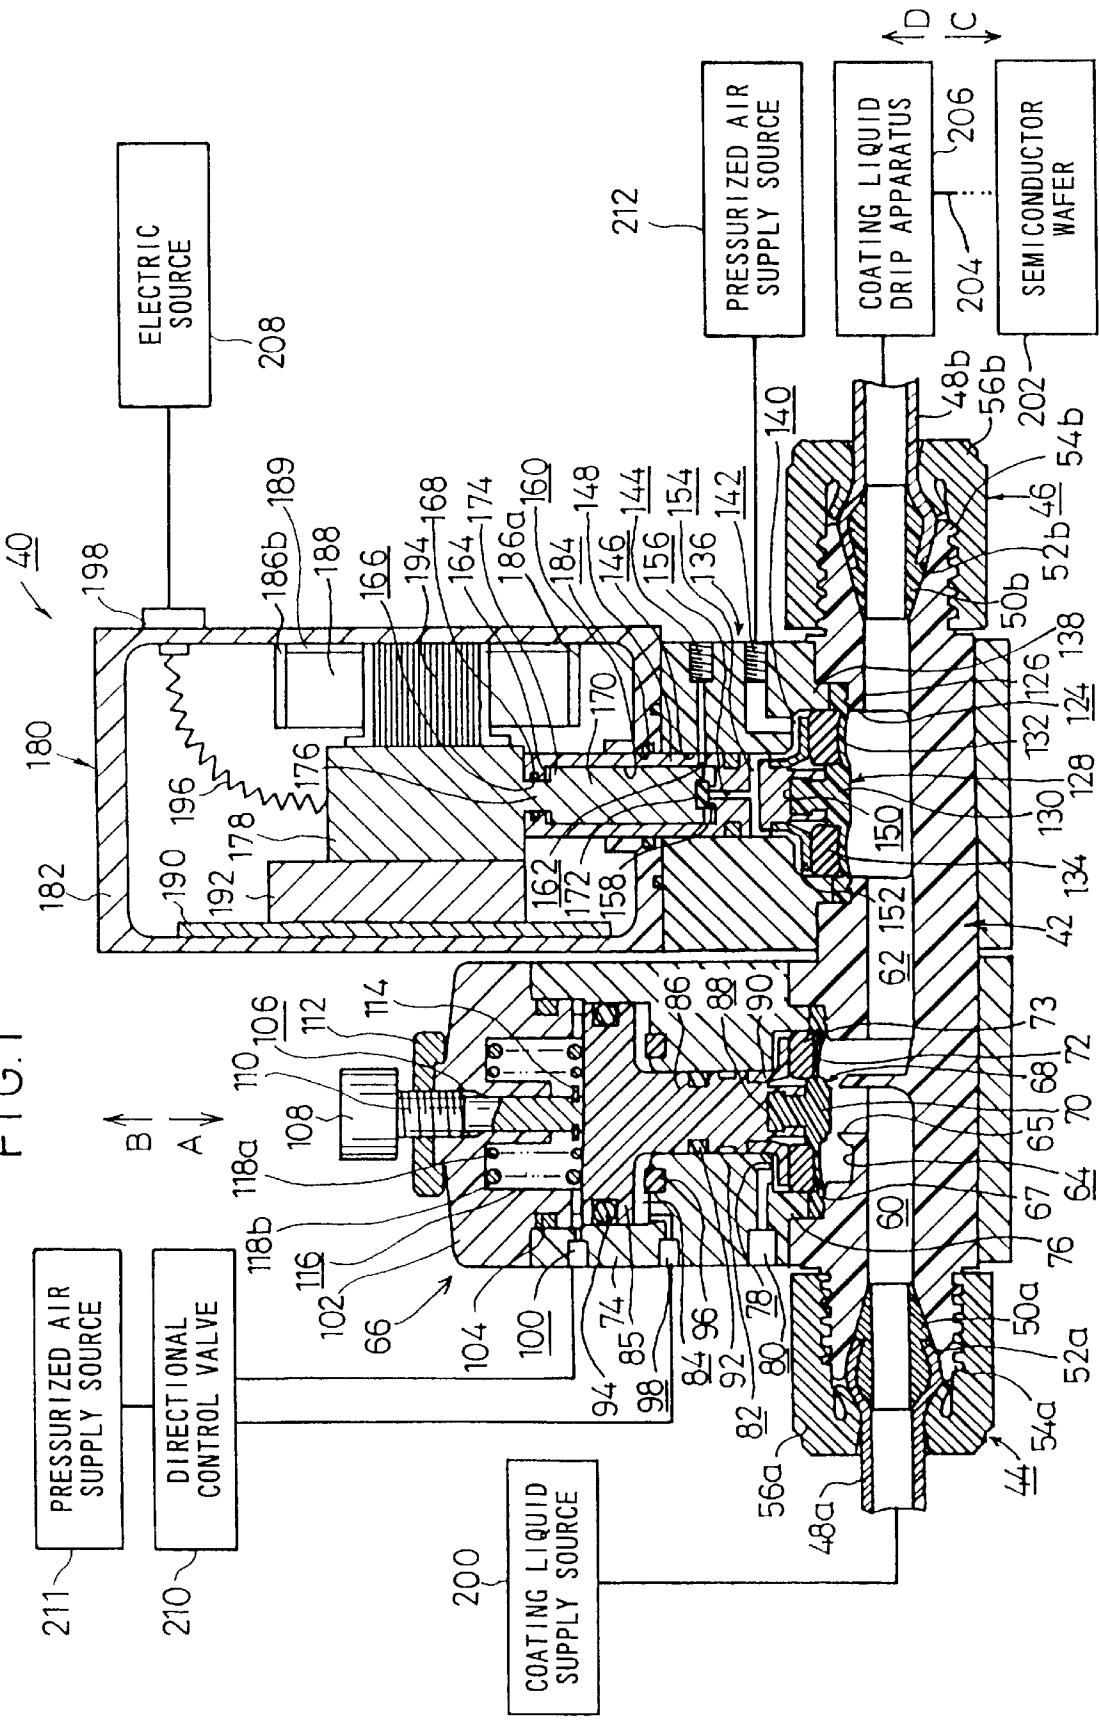 FIG.1
40
180
182
190
192
178
196
176
198
186b
189
188
166
168
194
164
174
186a
160
184
148
170
146
144
156
154
136
142
140
162
172
158
ELECTRIC
SOURCE
208
212
PRESSURIZED AIR
SUPPLY SOURCE
COATING LIQUID
DRIP APPARATUS
206
204
SEMICONDUCTOR
WAFER
202
D
C
B
A
108
110
106
112
114
118a
118b
116
102
66
104
100
94
74
85
98
84
96
92
82
78
80
86
88
90
PRESSURIZED AIR
SUPPLY SOURCE
211
DIRECTIONAL
CONTROL VALVE
210
COATING LIQUID
SUPPLY SOURCE
200
56a
48a
44
54a
52a
50a
60
76
67
64
65
70
68
72
73
62
42
152
134
150
130
128
132
124
126
138
50b
52b
46
54b
56b
48b